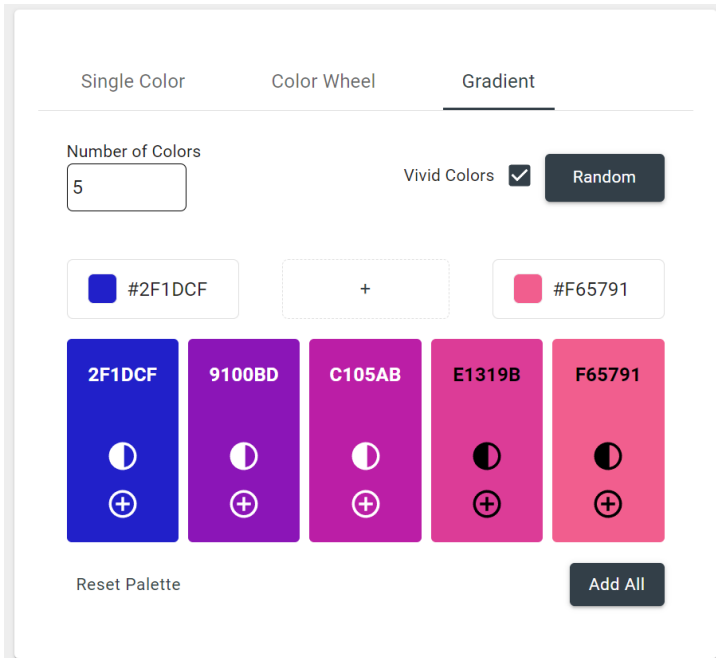 Single Color
Color Wheel
Gradient
Number of Colors
5
Vivid Colors
Random
#2F1DCF
+
#F65791
2F1DCF
9100BD
C105AB
E1319B
F65791
Reset Palette
Add All